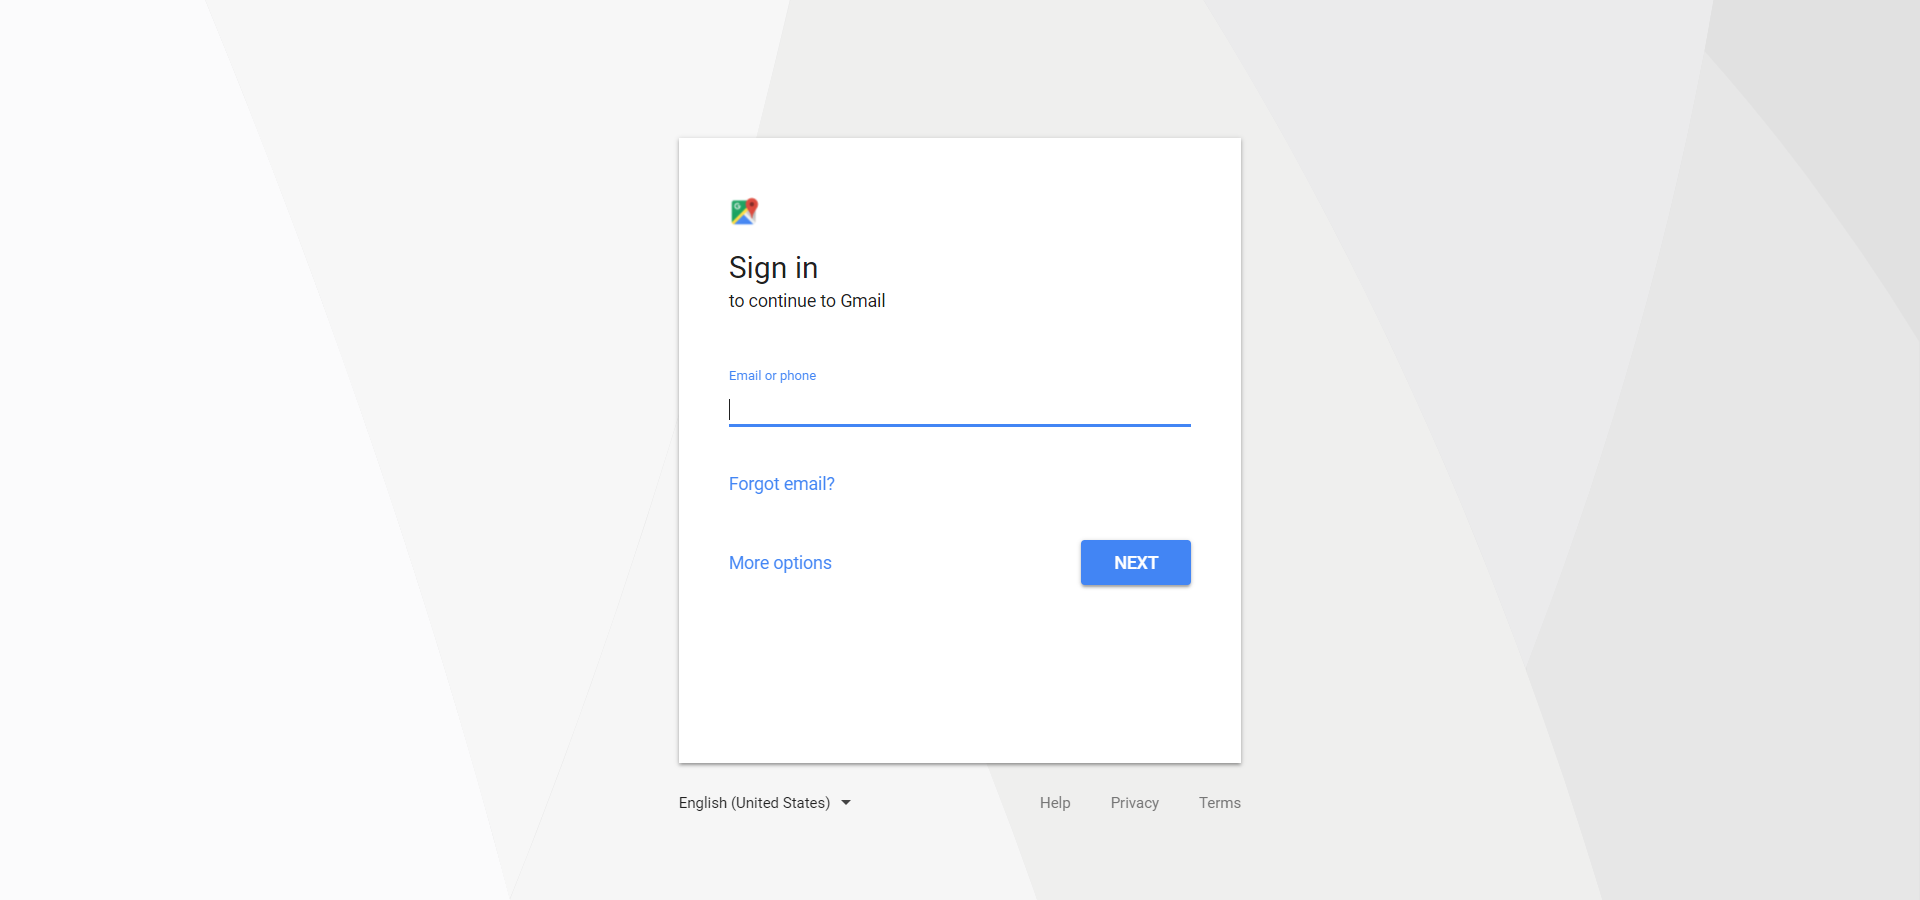 Sign in
to continue to Gmail
Email or phone
Forgot email?
More options
NEXT
English (United States)
Help
Privacy
Terms